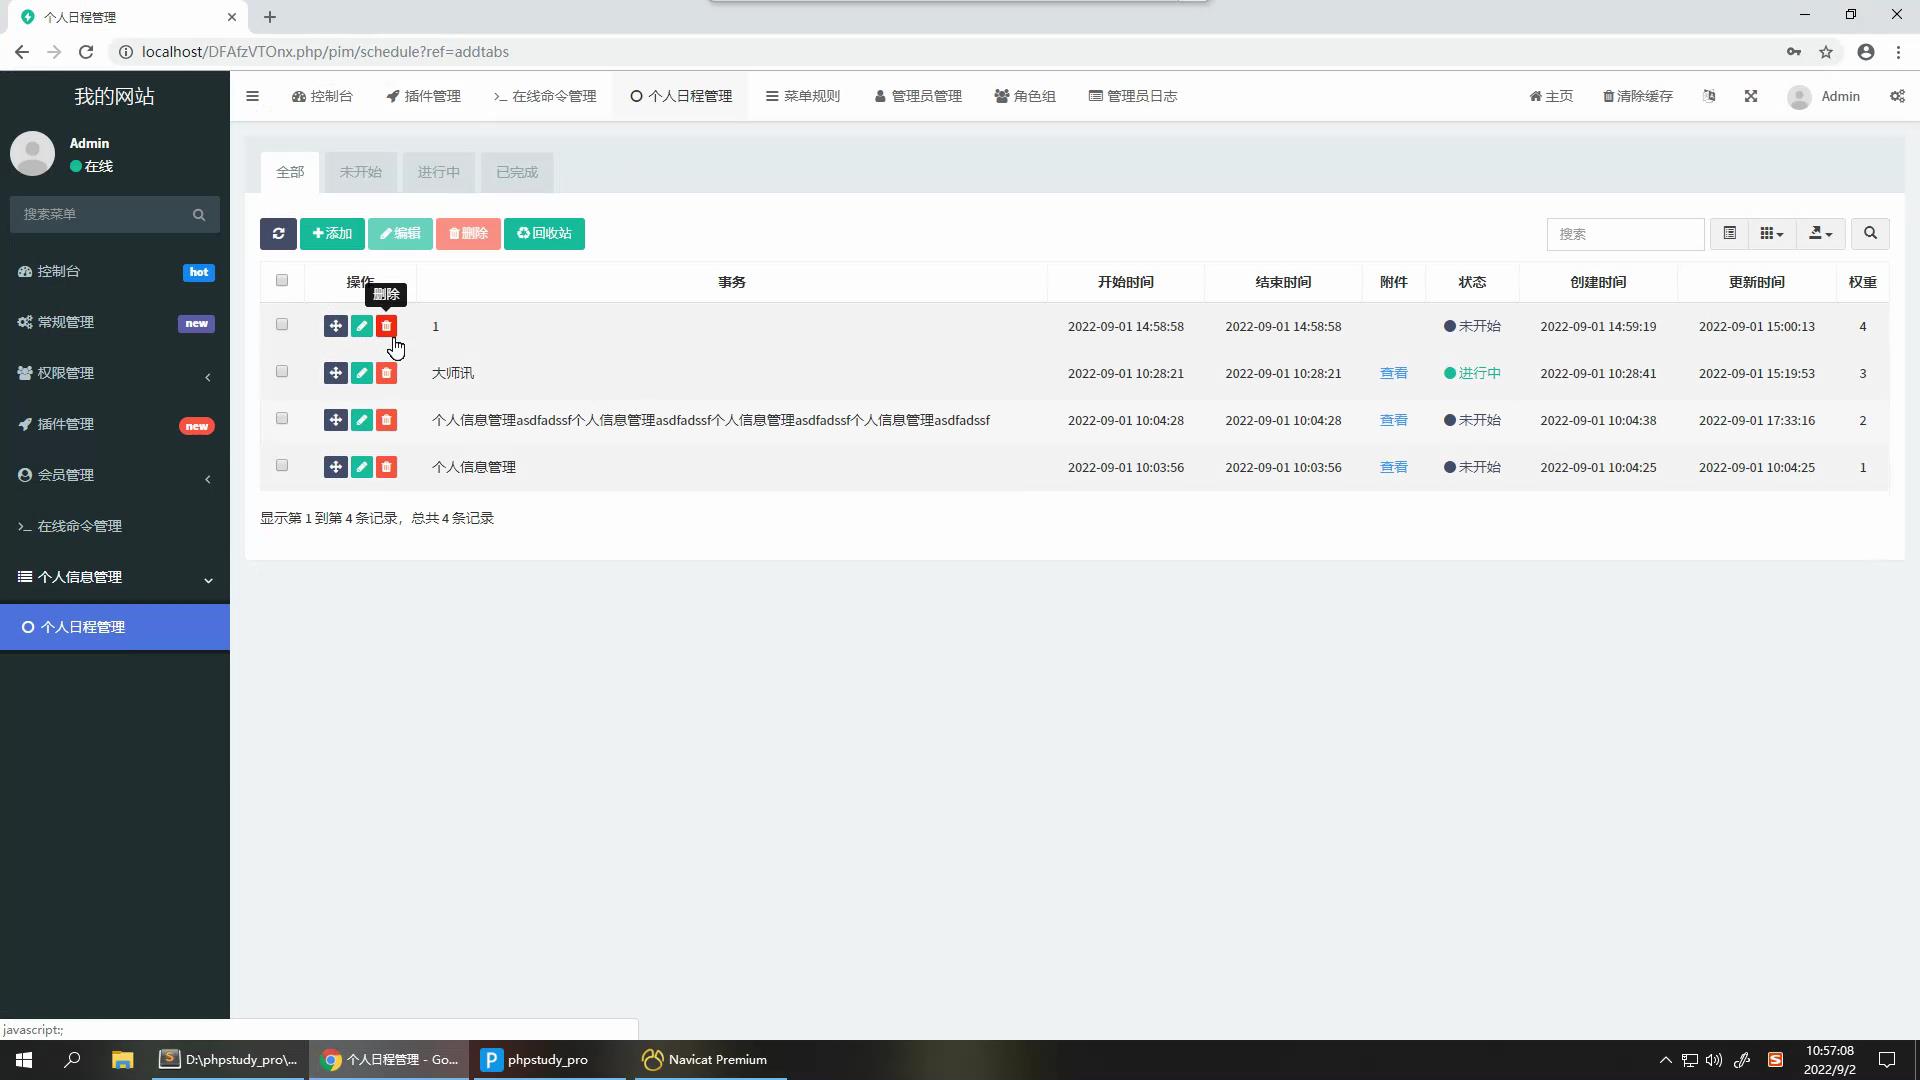 个人日程管理
localhost/DFAfzVTOnx.php/pim/schedule?ref=addtabs
我的网站
控制台
插件管理
在线命令管理
个人日程管理
菜单规则
管理员管理
角色组
管理员日志
主页
清除缓存
Admin
Admin
在线
搜索菜单
控制台 hot
常规管理 new
权限管理
插件管理 new
会员管理
在线命令管理
个人信息管理
个人日程管理
全部 未开始 进行中 已完成
添加 编辑 删除 回收站
搜索
操作 事务 开始时间 结束时间 附件 状态 创建时间 更新时间 权重
删除
1 2022-09-01 14:58:58 2022-09-01 14:58:58 未开始 2022-09-01 14:59:19 2022-09-01 15:00:13 4
大师讯 2022-09-01 10:28:21 2022-09-01 10:28:21 查看 进行中 2022-09-01 10:28:41 2022-09-01 15:19:53 3
个人信息管理asdfadssf个人信息管理asdfadssf个人信息管理asdfadssf个人信息管理asdfadssf 2022-09-01 10:04:28 2022-09-01 10:04:28 查看 未开始 2022-09-01 10:04:38 2022-09-01 17:33:16 2
个人信息管理 2022-09-01 10:03:56 2022-09-01 10:03:56 查看 未开始 2022-09-01 10:04:25 2022-09-01 10:04:25 1
显示第 1 到第 4 条记录，总共 4 条记录
javascript:;
D:\phpstudy_pro\...
个人日程管理 - Go...
phpstudy_pro
Navicat Premium
10:57:08
2022/9/2